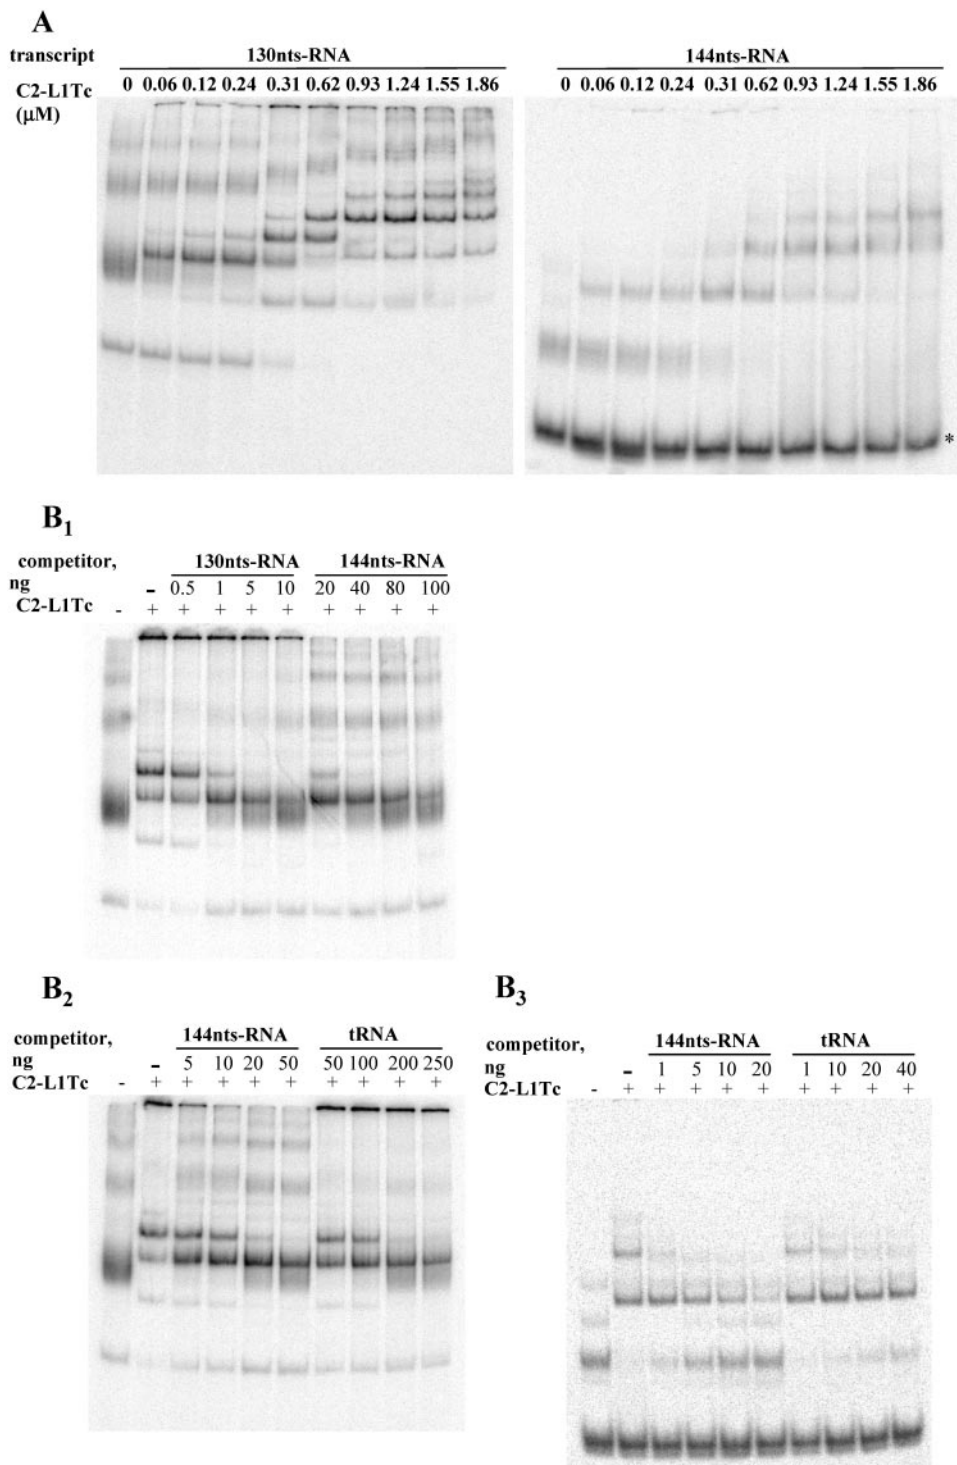 A
transcript 130nts-RNA 144nts-RNA
C2-L1Tc 0 0.06 0.12 0.24 0.31 0.62 0.93 1.24 1.55 1.86 0 0.06 0.12 0.24 0.31 0.62 0.93 1.24 1.55 1.86
(μM)
*
B1
competitor, 130nts-RNA 144nts-RNA
ng - 0.5 1 5 10 20 40 80 100
C2-L1Tc - + + + + + + + + +
B2
competitor, 144nts-RNA tRNA
ng - 5 10 20 50 50 100 200 250
C2-L1Tc - + + + + + + + + +
B3
competitor, 144nts-RNA tRNA
ng - 1 5 10 20 1 10 20 40
C2-L1Tc - + + + + + + + + +